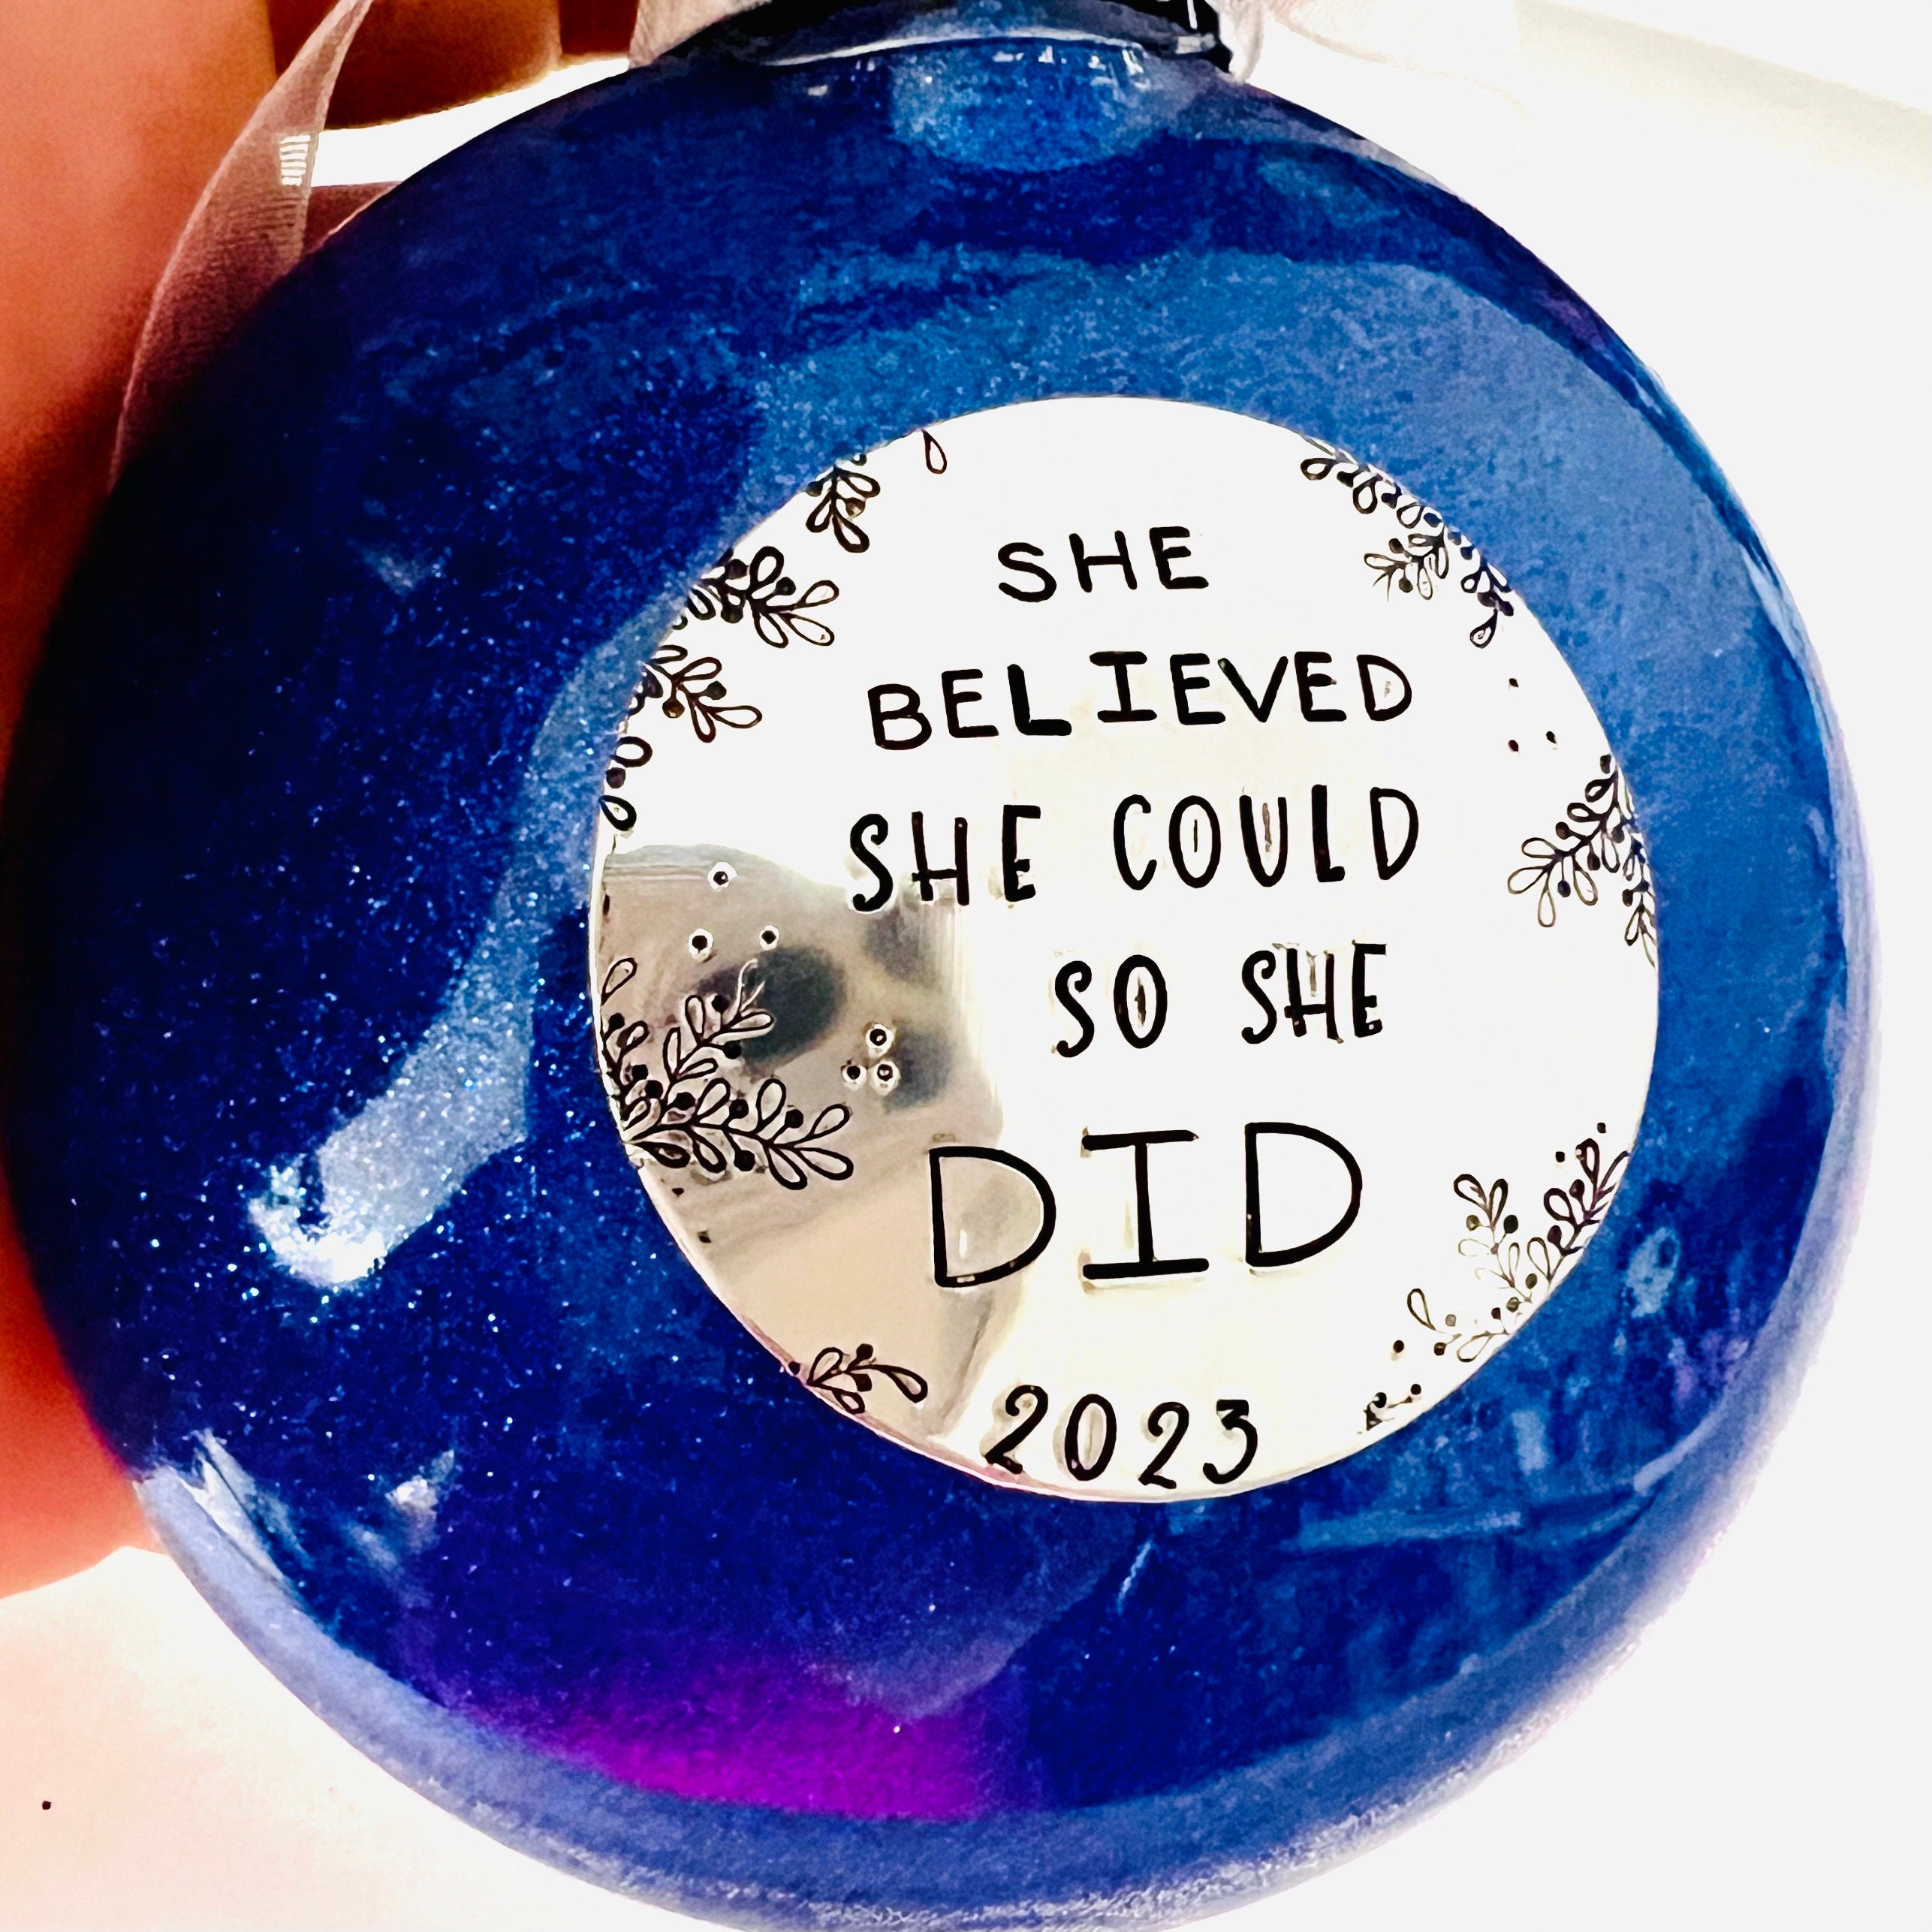 SHE
BELIEVED
SHE COULD
SO SHE
DID
2023